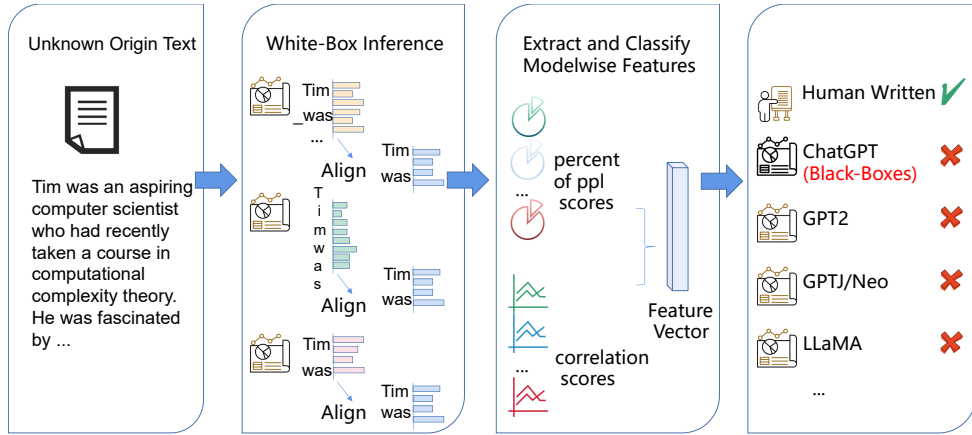 Unknown Origin Text
Tim was an aspiring
computer scientist
who had recently
taken a course in
computational
complexity theory.
He was fascinated
by ...
White-Box Inference
Tim
_was
...
Align
Tim
was
T
i
m
w
a
s
Align
Tim
was
Tim
was
Align
Tim
was
Extract and Classify
Modelwise Features
percent
of ppl
scores
...
correlation
scores
...
Feature
Vector
Human Written
ChatGPT
(Black-Boxes)
GPT2
GPTJ/Neo
LLaMA
...